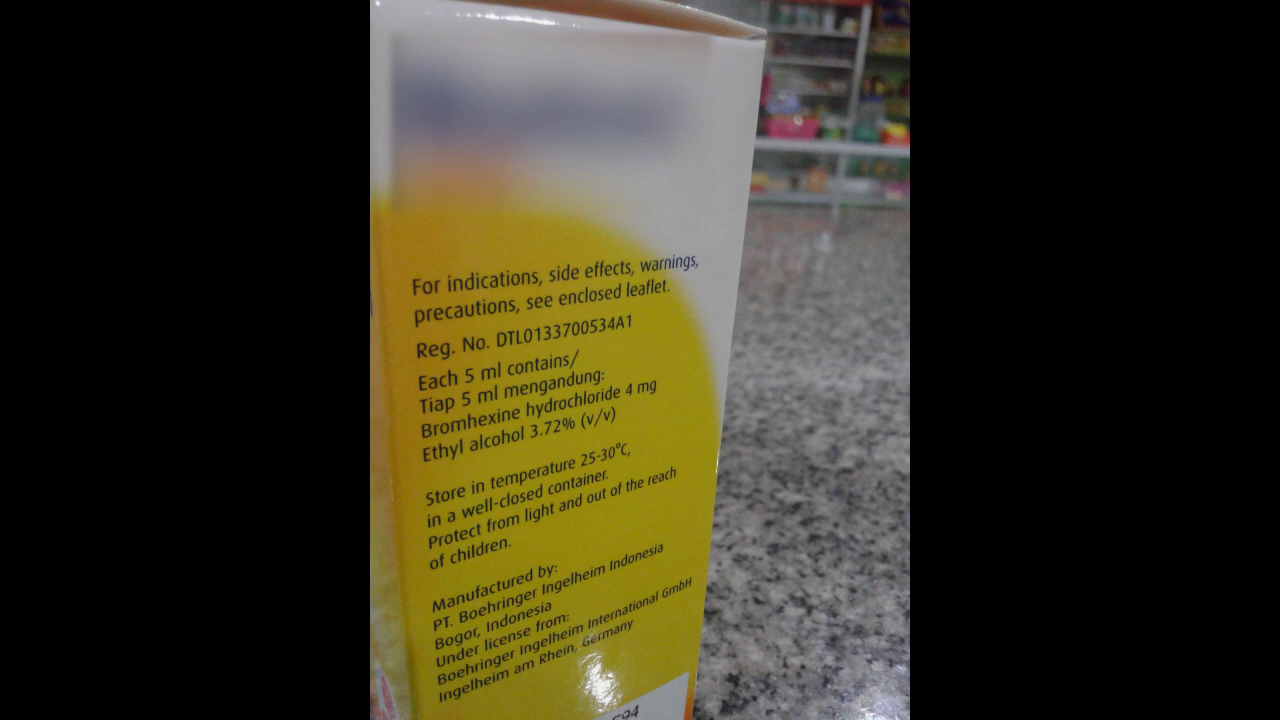 For indications, side effects, warnings,
precautions, see enclosed leaflet.
Reg. No. DTL0133700534A1
Each 5 ml contains/
Tiap 5 ml mengandung:
Bromhexine hydrochloride 4 mg
Ethyl alcohol 3.72% (v/v)
Store in temperature 25-30°C,
in a well-closed container.
Protect from light and out of the reach
of children.
Manufactured by:
PT. Boehringer Ingelheim Indonesia
Bogor, Indonesia
Under license from:
Boehringer Ingelheim International GmbH
Ingelheim am Rhein, Germany